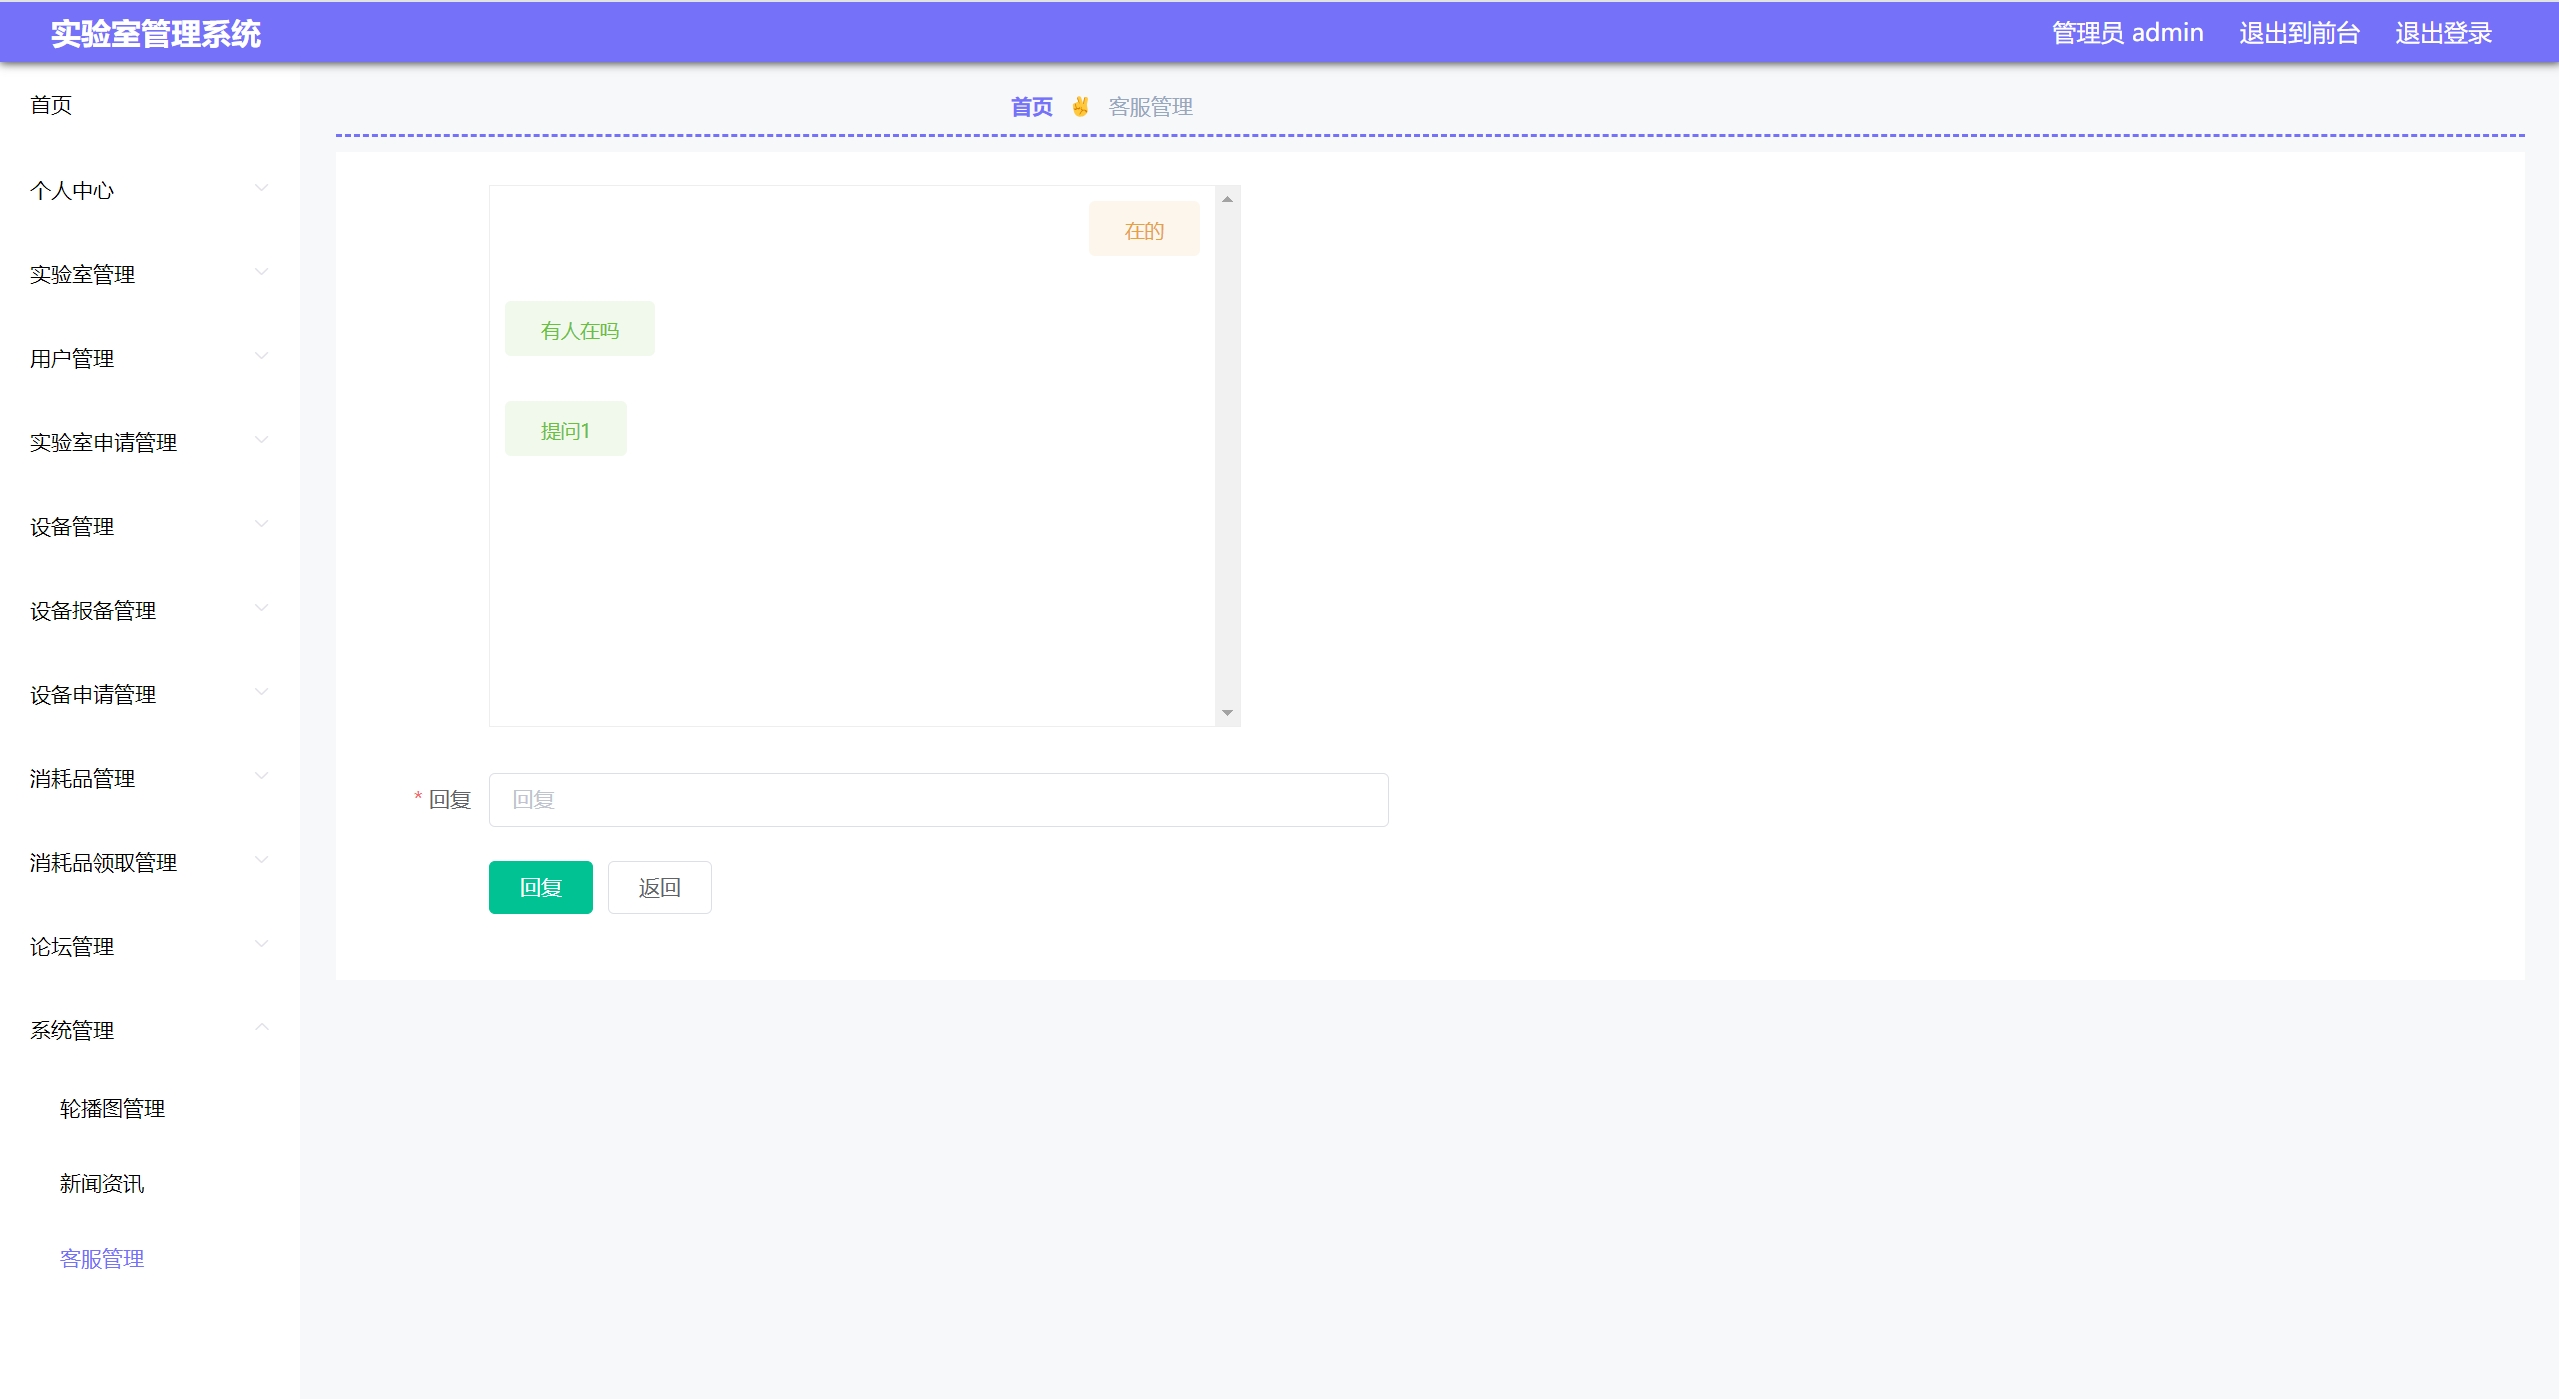 实验室管理系统
管理员 admin
退出到前台
退出登录
首页
个人中心
实验室管理
用户管理
实验室申请管理
设备管理
设备报备管理
设备申请管理
消耗品管理
消耗品领取管理
论坛管理
系统管理
轮播图管理
新闻资讯
客服管理
首页 ✌ 客服管理
在的
有人在吗
提问1
* 回复
回复
回复
返回